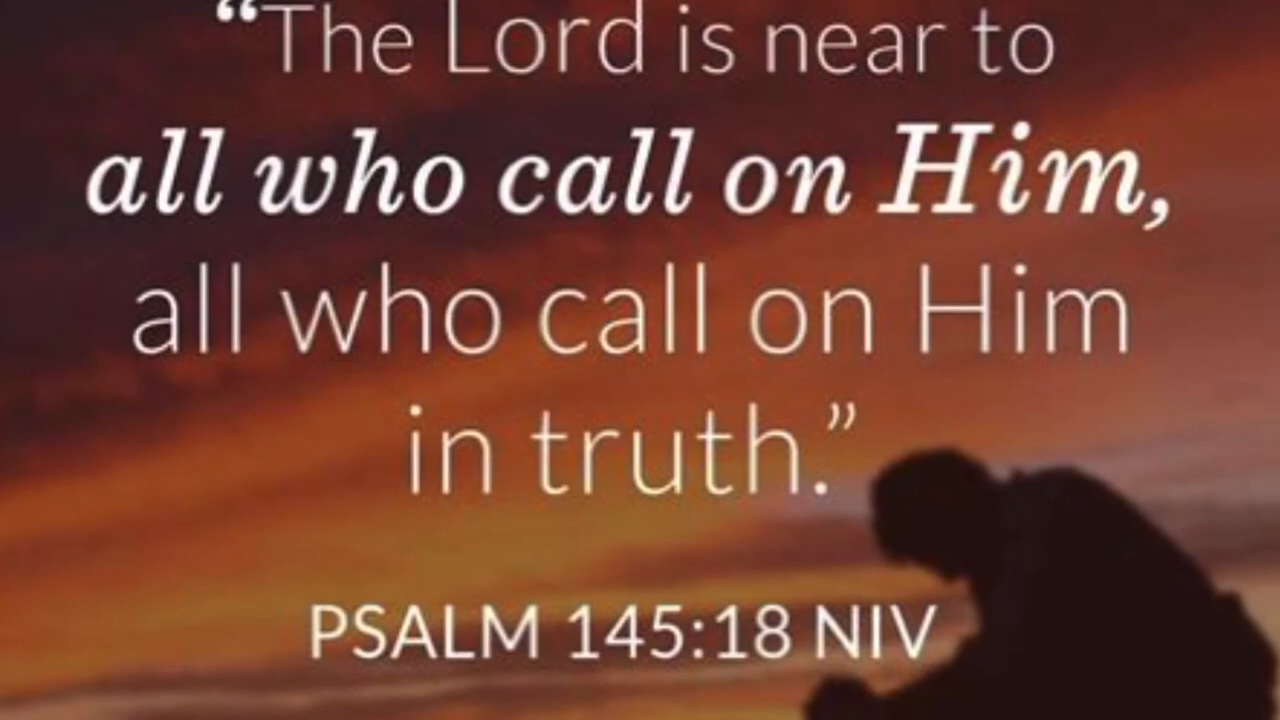 “The Lord is near to
all who call on Him,
all who call on Him
in truth.”
PSALM 145:18 NIV